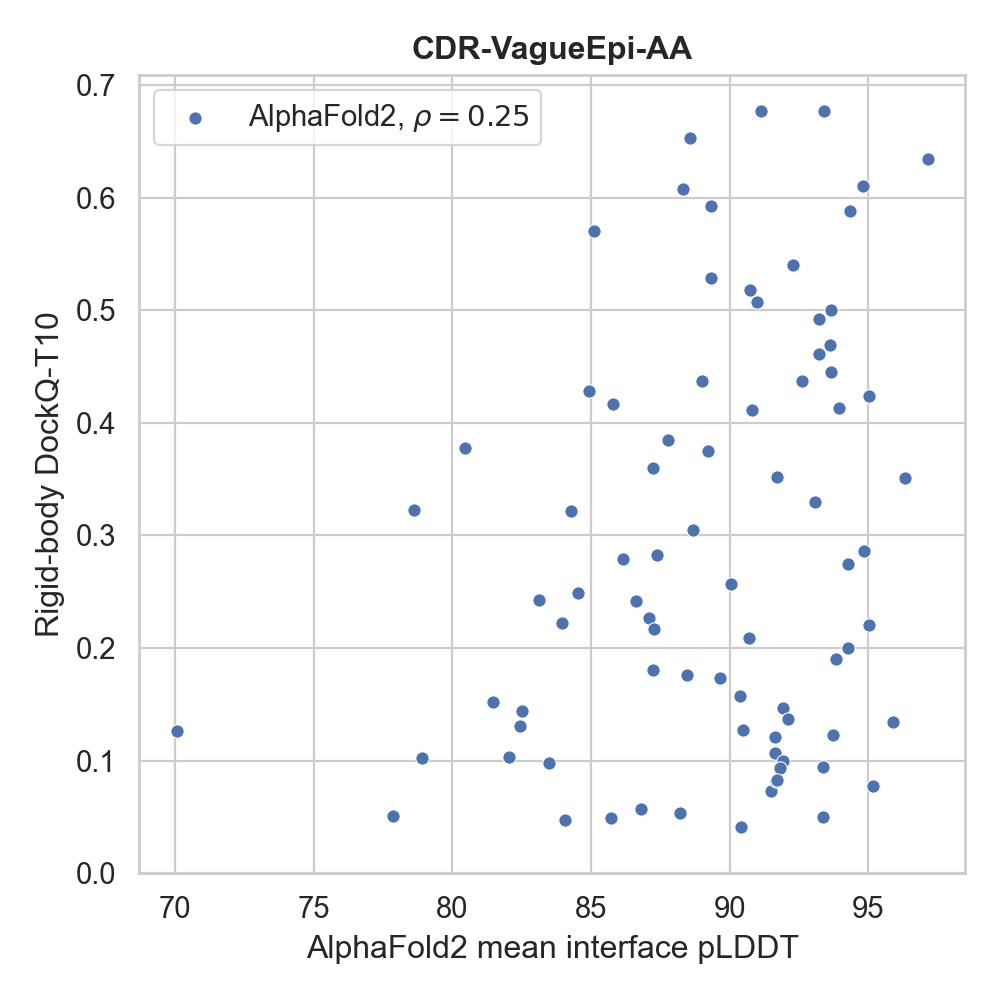 CDR-VagueEpi-AA
AlphaFold2, ρ = 0.25
Rigid-body DockQ-T10
0.7
0.6
0.5
0.4
0.3
0.2
0.1
0.0
70 75 80 85 90 95
AlphaFold2 mean interface pLDDT